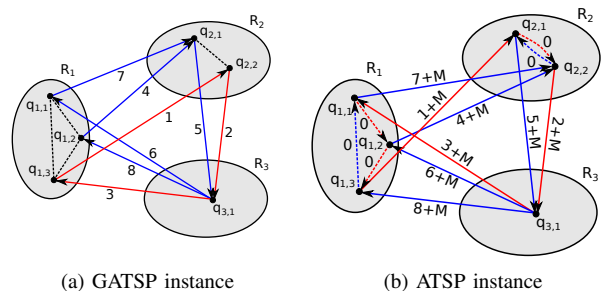 R₂
q₂,₁
q₂,₂
R₁
7
4
q₁,₁
1
5
2
q₁,₂
6
8
q₁,₃
R₃
3
q₃,₁
(a) GATSP instance
R₂
q₂,₁
0
0
q₂,₂
R₁
7+M
1+M
4+M
q₁,₁
0
q₁,₂
0
5+M
2+M
3+M
6+M
q₁,₃
8+M
R₃
q₃,₁
(b) ATSP instance